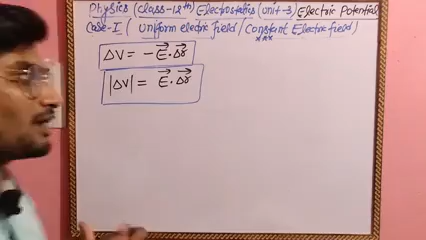 Physics (class-12th) Electrostatics (unit-3) Electric Potential
Case-I ( uniform electric field / Constant Electric field )
ΔV = - E⃗ · Δr⃗
|ΔV| = E⃗ · Δr⃗